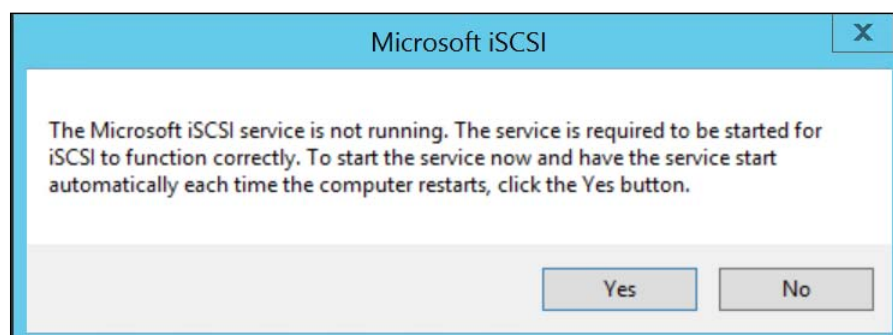 Microsoft iSCSI
X
The Microsoft iSCSI service is not running. The service is required to be started for
iSCSI to function correctly. To start the service now and have the service start
automatically each time the computer restarts, click the Yes button.
Yes
No